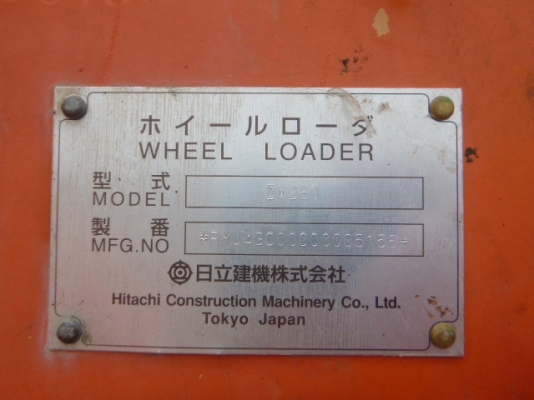 ホイールローダ
WHEEL LOADER
型・式
MODEL
製番
MFG.NO
日立建機株式会社
Hitachi Construction Machinery Co., Ltd.
Tokyo Japan